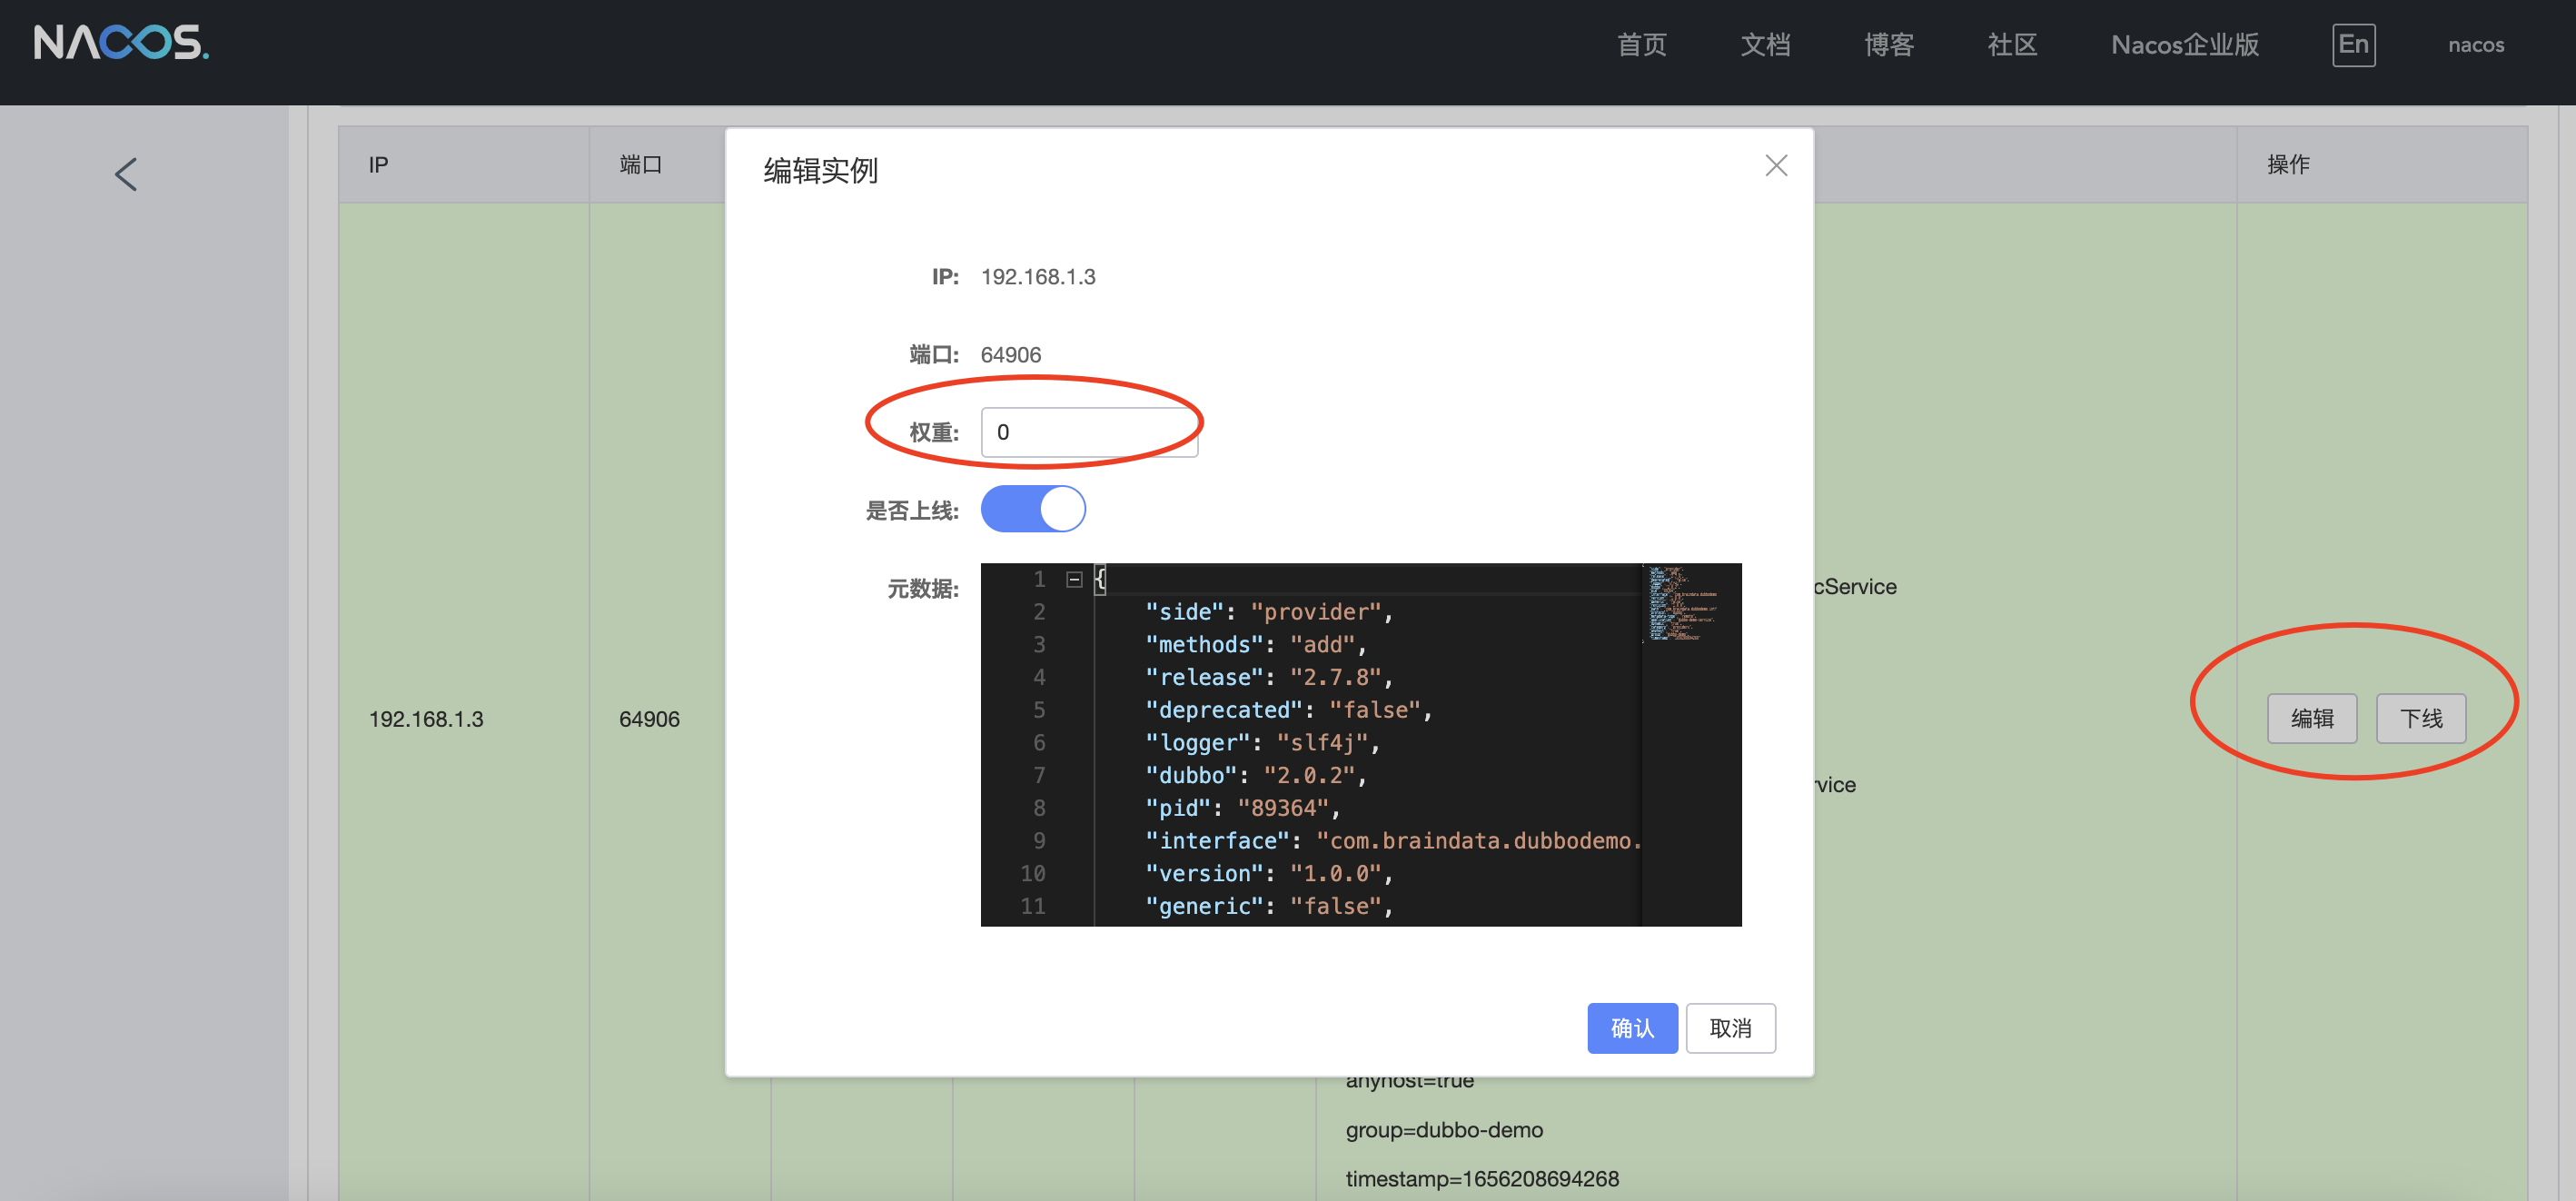 NACOS.
首页 文档 博客 社区 Nacos企业版 En nacos
IP 端口 操作
编辑实例
IP: 192.168.1.3
端口: 64906
权重: 0
是否上线:
元数据:
1 {
2 "side": "provider",
3 "methods": "add",
4 "release": "2.7.8",
5 "deprecated": "false",
6 "logger": "slf4j",
7 "dubbo": "2.0.2",
8 "pid": "89364",
9 "interface": "com.braindata.dubbodemo.
10 "version": "1.0.0",
11 "generic": "false",
确认 取消
192.168.1.3 64906
cService
vice
编辑 下线
anyhost=true
group=dubbo-demo
timestamp=1656208694268